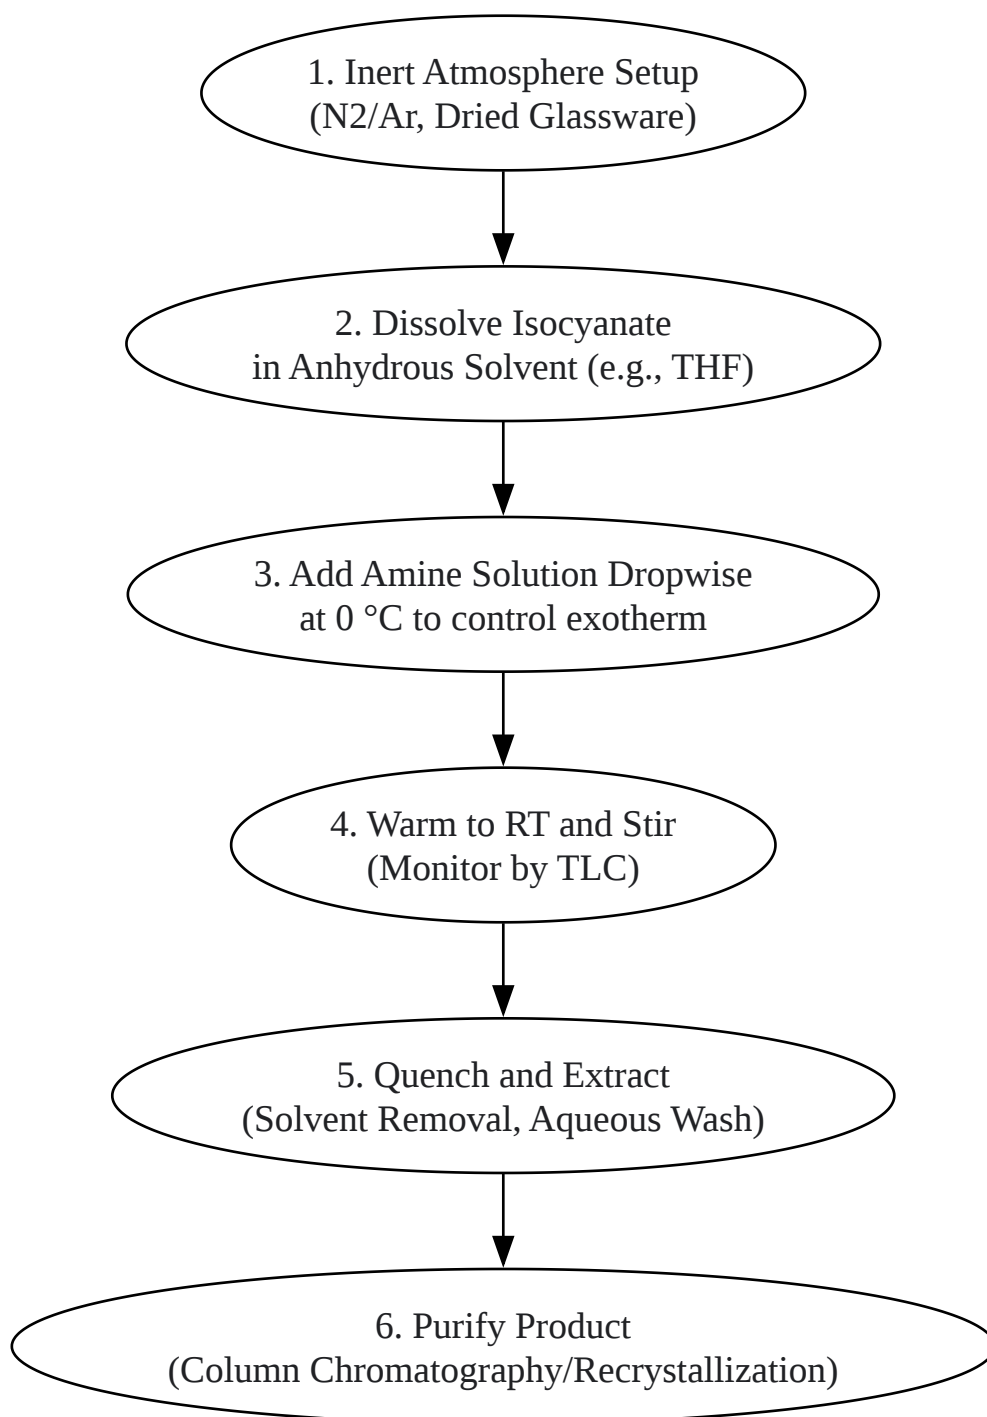 1. Inert Atmosphere Setup
(N2/Ar, Dried Glassware)
2. Dissolve Isocyanate
in Anhydrous Solvent (e.g., THF)
3. Add Amine Solution Dropwise
at 0 °C to control exotherm
4. Warm to RT and Stir
(Monitor by TLC)
5. Quench and Extract
(Solvent Removal, Aqueous Wash)
6. Purify Product
(Column Chromatography/Recrystallization)